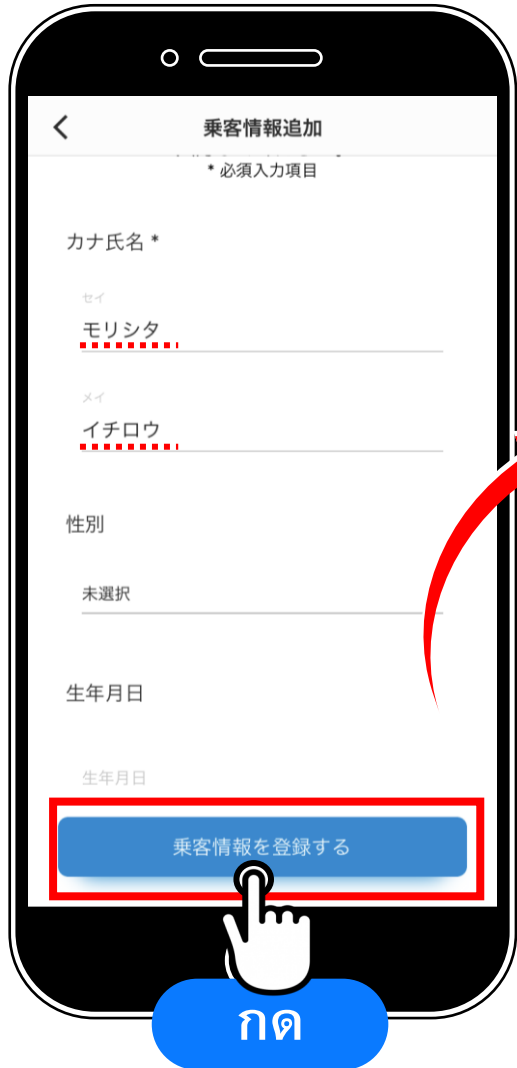 乗客情報追加
* 必須入力項目
カナ氏名 *
セイ
モリシタ
メイ
イチロウ
性別
未選択
生年月日
生年月日
乗客情報を登録する
กด